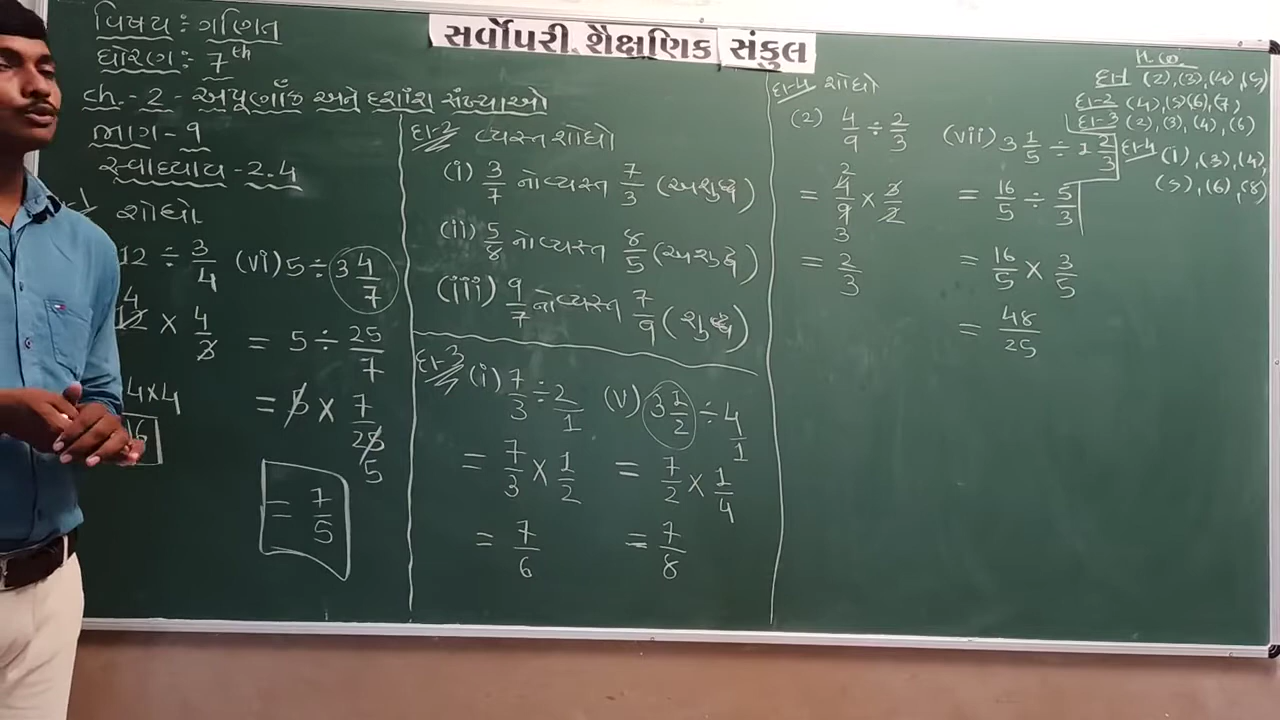 સર્વોપરી શૈક્ષણિક સંકુલ
વિષય : ગણિત
ધોરણ : 7th
ch. - 2 - અપૂર્ણાંક અને દશાંશ સંખ્યાઓ
ભાગ - ૧
સ્વાધ્યાય - 2.4
શોધો
12 ÷ 3/4
12 × 4/3
4×4
16
(vi) 5 ÷ 3 4/7
= 5 ÷ 25/7
= 5 × 7/25
5
= 7/5
દા-2 વ્યસ્ત શોધો
(i) 3/7 નો વ્યસ્ત 7/3 (અશુદ્ધ)
(ii) 5/8 નો વ્યસ્ત 8/5 (અશુદ્ધ)
(iii) 9/7 નો વ્યસ્ત 7/9 (શુદ્ધ)
દા-3 (i) 7/3 ÷ 2/1
= 7/3 × 1/2
= 7/6
(v) 3 1/2 ÷ 4/1
= 7/2 × 1/4
= 7/8
દા-4 શોધો
(2) 4/9 ÷ 2/3
= 4/9 × 3/2
= 2/3
(vii) 3 1/5 ÷ 1 2/3
= 16/5 ÷ 5/3
= 16/5 × 3/5
= 48/25
H.W.
દા-1 (2), (3), (4), (5)
દા-2 (4), (5) (6), (7)
દા-3 (2), (3), (4), (6)
દા-4 (1), (3), (4),
(5), (6), (8)